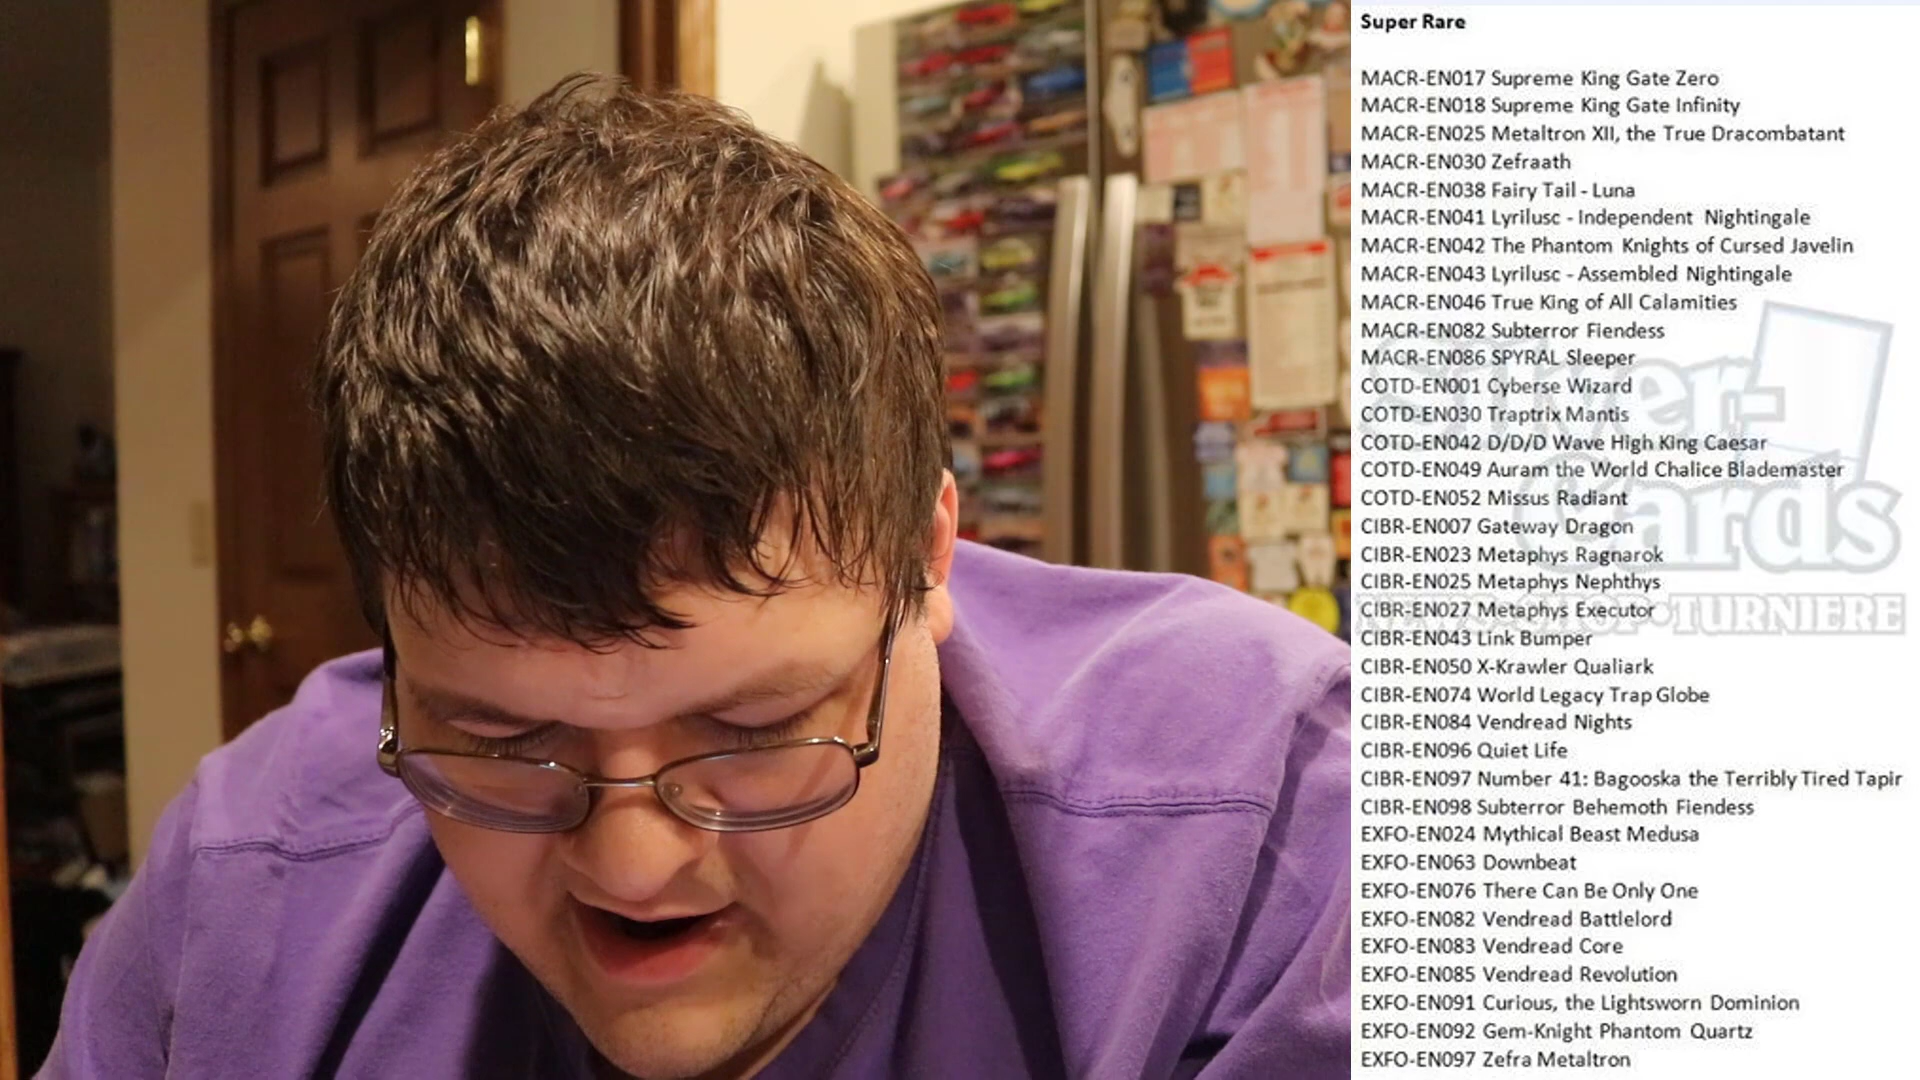 Super Rare
MACR-EN017 Supreme King Gate Zero
MACR-EN018 Supreme King Gate Infinity
MACR-EN025 Metaltron XII, the True Dracombatant
MACR-EN030 Zefraath
MACR-EN038 Fairy Tail - Luna
MACR-EN041 Lyrilusc - Independent Nightingale
MACR-EN042 The Phantom Knights of Cursed Javelin
MACR-EN043 Lyrilusc - Assembled Nightingale
MACR-EN046 True King of All Calamities
MACR-EN082 Subterror Fiendess
MACR-EN086 SPYRAL Sleeper
COTD-EN001 Cyberse Wizard
COTD-EN030 Traptrix Mantis
COTD-EN042 D/D/D Wave High King Caesar
COTD-EN049 Auram the World Chalice Blademaster
COTD-EN052 Missus Radiant
CIBR-EN007 Gateway Dragon
CIBR-EN023 Metaphys Ragnarok
CIBR-EN025 Metaphys Nephthys
CIBR-EN027 Metaphys Executor
CIBR-EN043 Link Bumper
CIBR-EN050 X-Krawler Qualiark
CIBR-EN074 World Legacy Trap Globe
CIBR-EN084 Vendread Nights
CIBR-EN096 Quiet Life
CIBR-EN097 Number 41: Bagooska the Terribly Tired Tapir
CIBR-EN098 Subterror Behemoth Fiendess
EXFO-EN024 Mythical Beast Medusa
EXFO-EN063 Downbeat
EXFO-EN076 There Can Be Only One
EXFO-EN082 Vendread Battlelord
EXFO-EN083 Vendread Core
EXFO-EN085 Vendread Revolution
EXFO-EN091 Curious, the Lightsworn Dominion
EXFO-EN092 Gem-Knight Phantom Quartz
EXFO-EN097 Zefra Metaltron
Silver-
Cards
NEWS•SHOP•TURNIERE